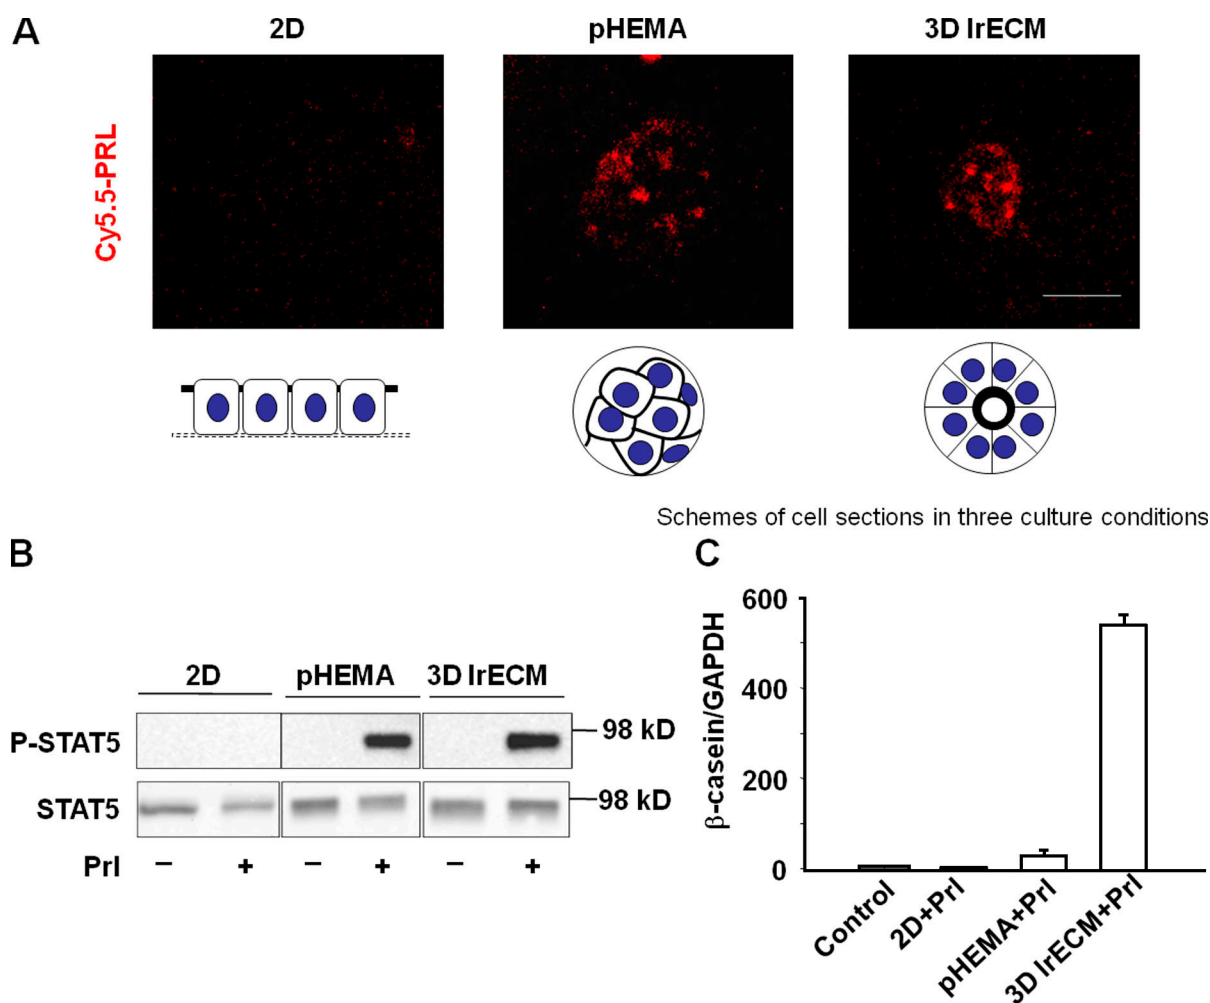 A
2D
pHEMA
3D lrECM
Cy5.5-PRL
Schemes of cell sections in three culture conditions
B
2D
pHEMA
3D lrECM
P-STAT5
98 kD
STAT5
98 kD
Prl
– + – + – +
C
β-casein/GAPDH
600
400
200
0
Control
2D+Prl
pHEMA+Prl
3D lrECM+Prl